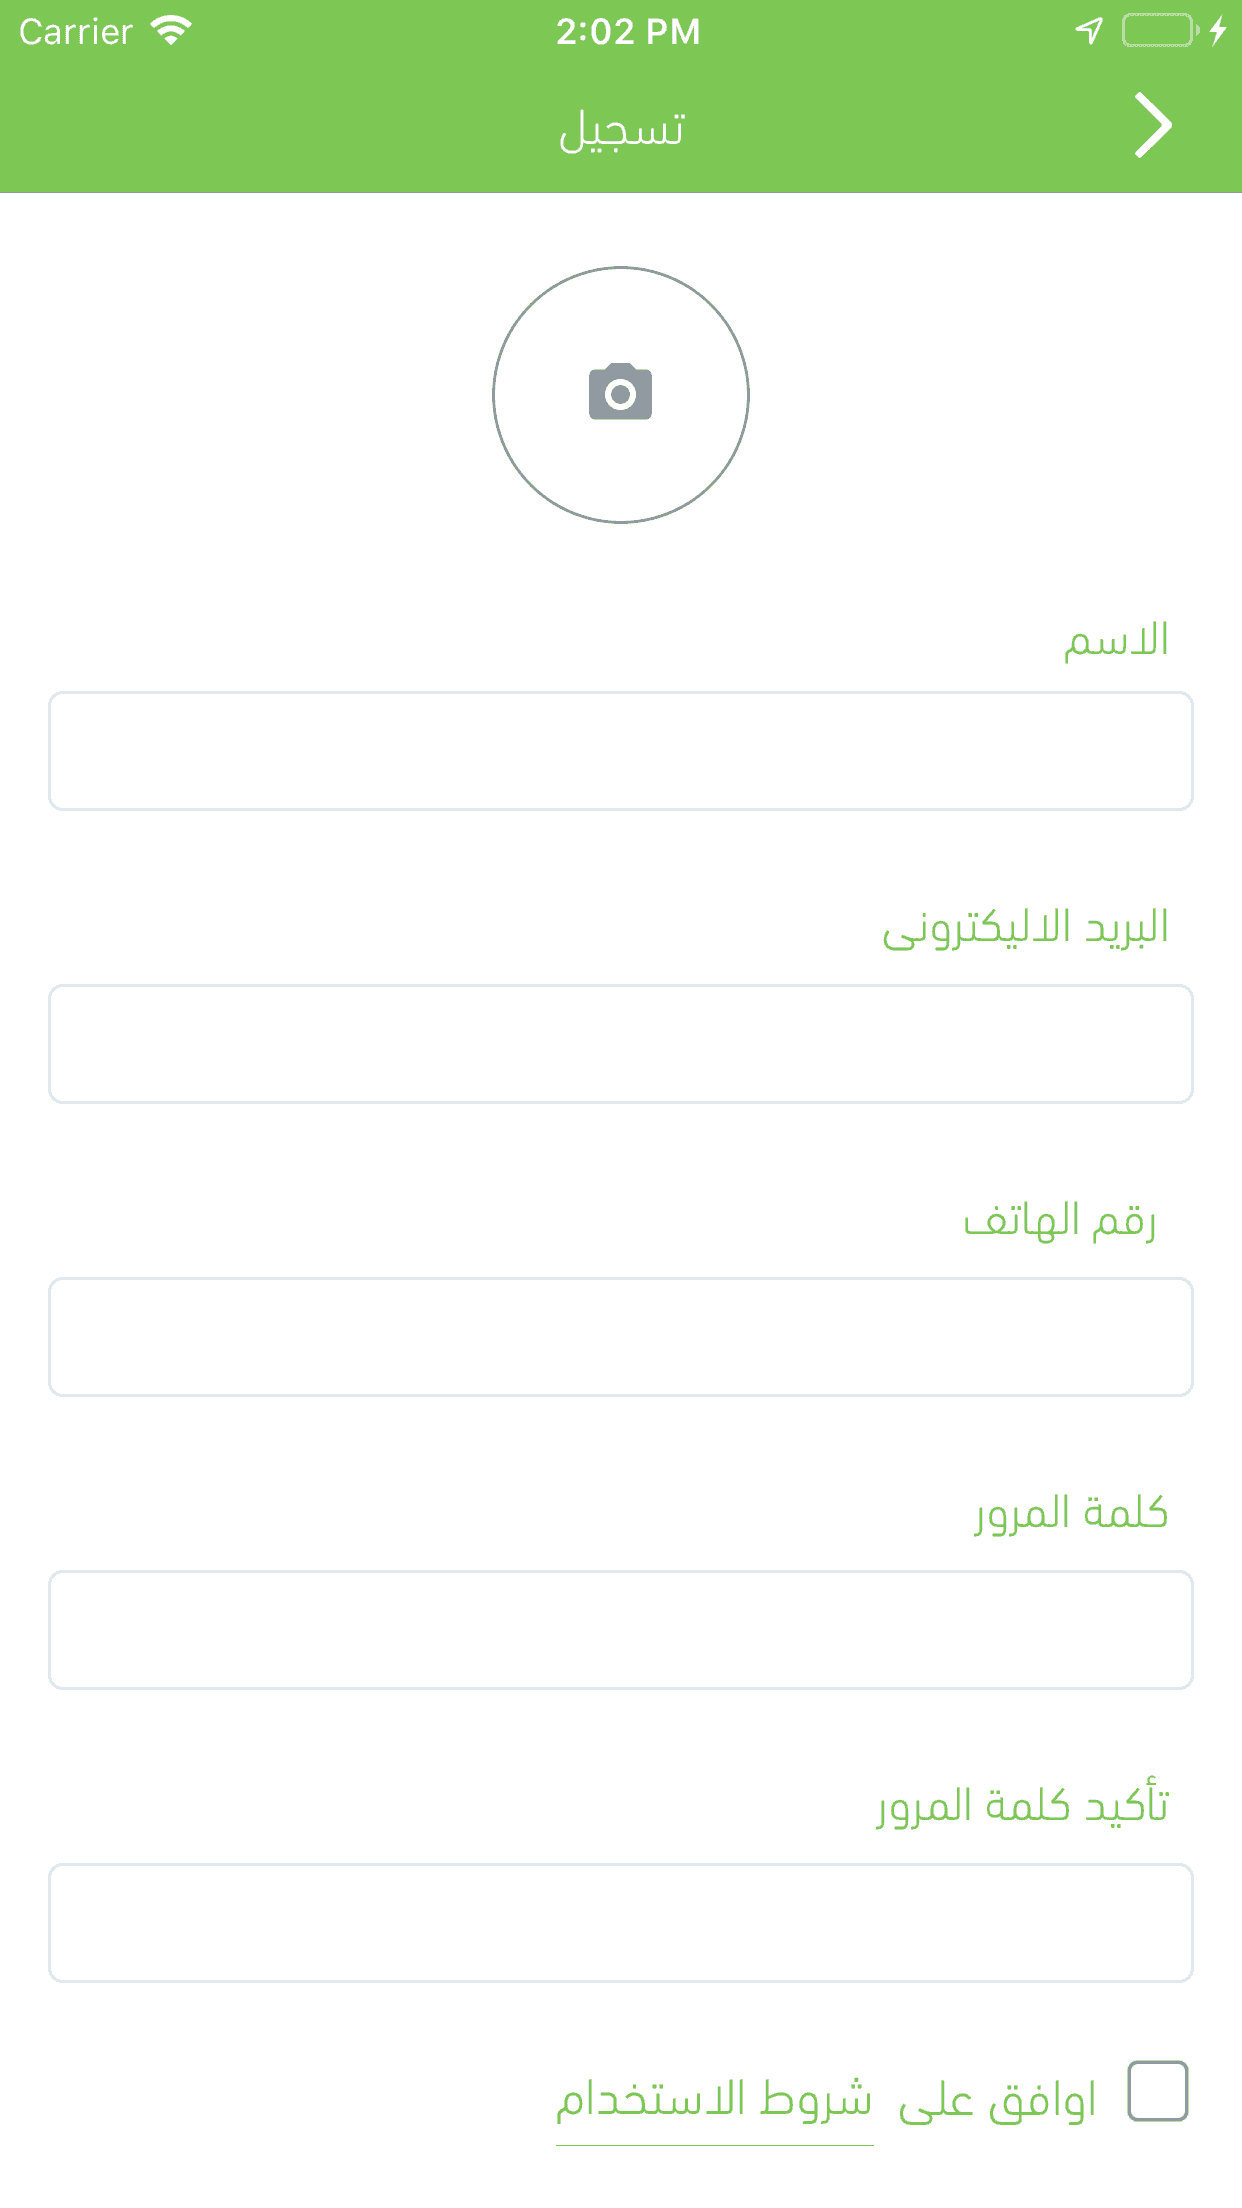 Carrier 2:02 PM
تسجيل
الاسم
البريد الاليكترونى
رقم الهاتف
كلمة المرور
تأكيد كلمة المرور
اوافق على شروط الاستخدام